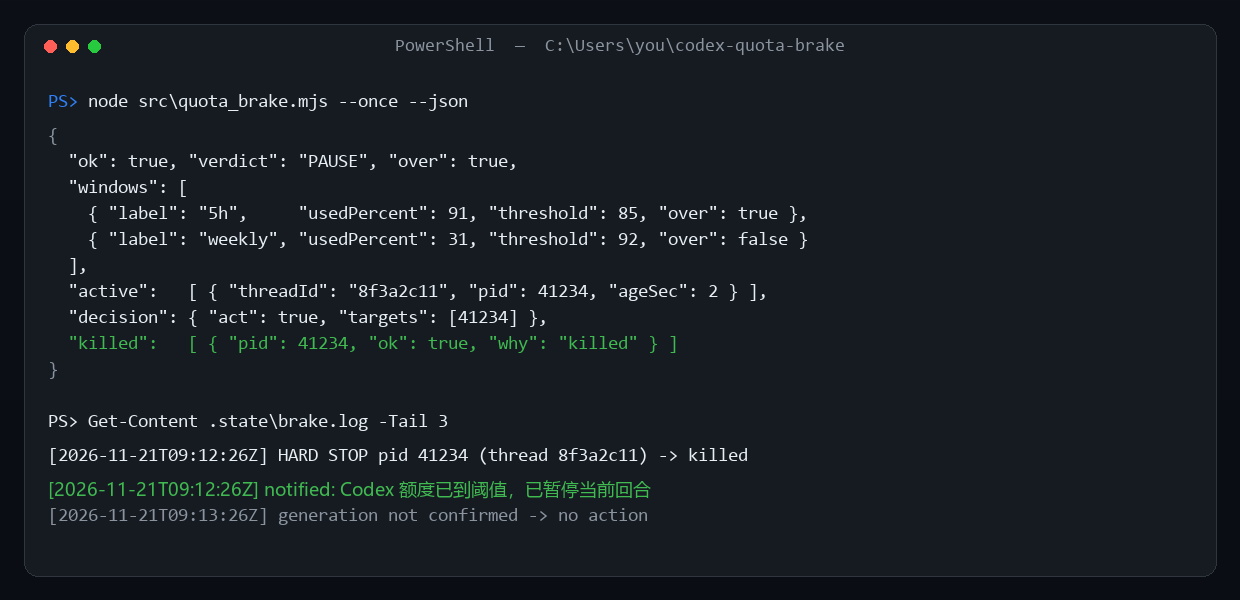 PowerShell — C:\Users\you\codex-quota-brake
PS> node src\quota_brake.mjs --once --json
{
  "ok": true, "verdict": "PAUSE", "over": true,
  "windows": [
    { "label": "5h",     "usedPercent": 91, "threshold": 85, "over": true },
    { "label": "weekly", "usedPercent": 31, "threshold": 92, "over": false }
  ],
  "active":   [ { "threadId": "8f3a2c11", "pid": 41234, "ageSec": 2 } ],
  "decision": { "act": true, "targets": [41234] },
  "killed":   [ { "pid": 41234, "ok": true, "why": "killed" } ]
}
PS> Get-Content .state\brake.log -Tail 3
[2026-11-21T09:12:26Z] HARD STOP pid 41234 (thread 8f3a2c11) -> killed
[2026-11-21T09:12:26Z] notified: Codex 额度已到阈值，已暂停当前回合
[2026-11-21T09:13:26Z] generation not confirmed -> no action